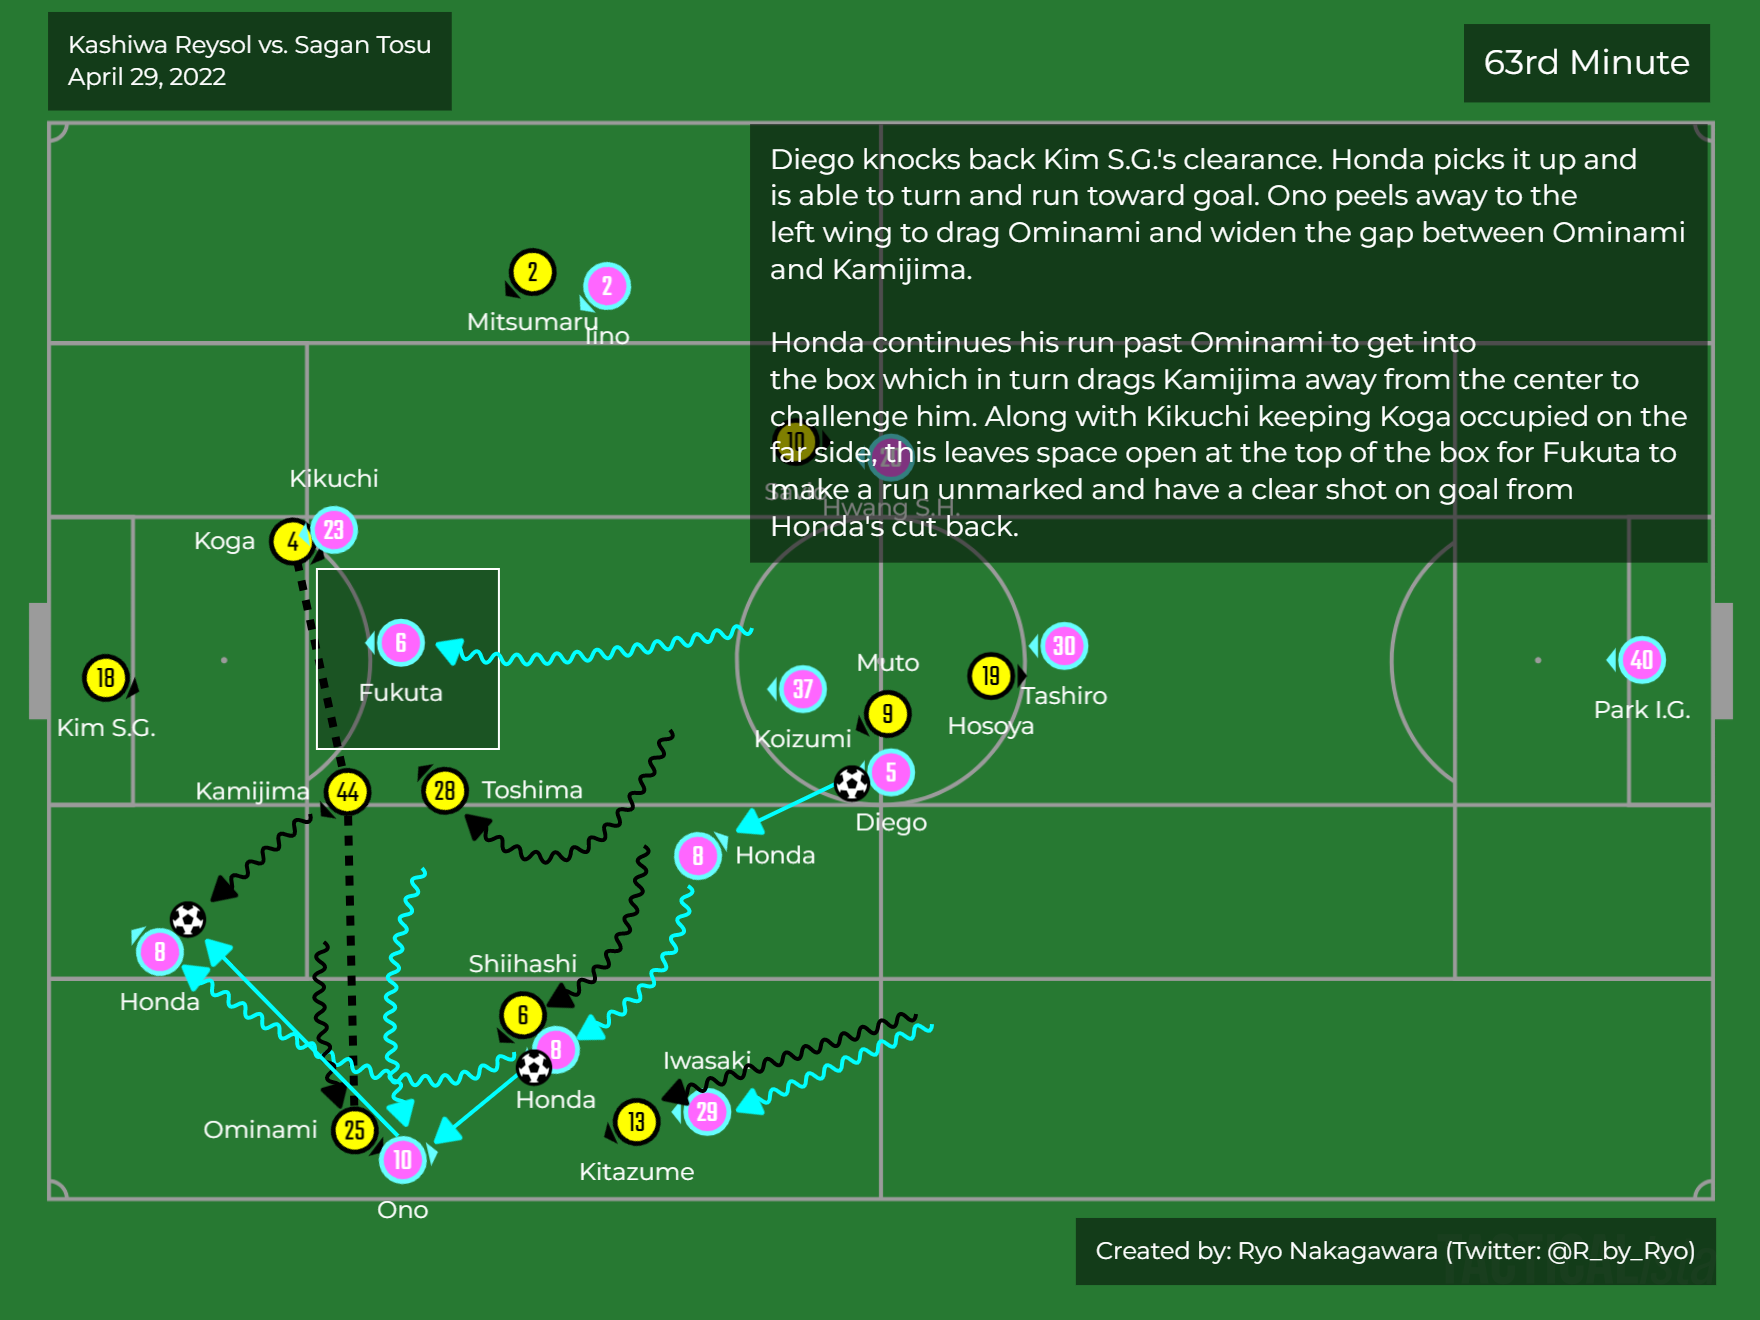 Kashiwa Reysol vs. Sagan Tosu
April 29, 2022
63rd Minute
Diego knocks back Kim S.G.'s clearance. Honda picks it up and
is able to turn and run toward goal. Ono peels away to the
left wing to drag Ominami and widen the gap between Ominami
and Kamijima.
Honda continues his run past Ominami to get into
the box which in turn drags Kamijima away from the center to
challenge him. Along with Kikuchi keeping Koga occupied on the
far side, this leaves space open at the top of the box for Fukuta to
make a run unmarked and have a clear shot on goal from
Honda's cut back.
2
Mitsumaru
2
Iino
10
Hwang S.H.
Kikuchi
23
Koga
4
6
Fukuta
18
Kim S.G.
Kamijima
44
28
Toshima
37
Koizumi
Muto
9
19
Hosoya
30
Tashiro
40
Park I.G.
5
Diego
8
Honda
8
Honda
Shiihashi
6
8
Honda
Iwasaki
29
13
Kitazume
Ominami
25
10
Ono
Created by: Ryo Nakagawara (Twitter: @R_by_Ryo)